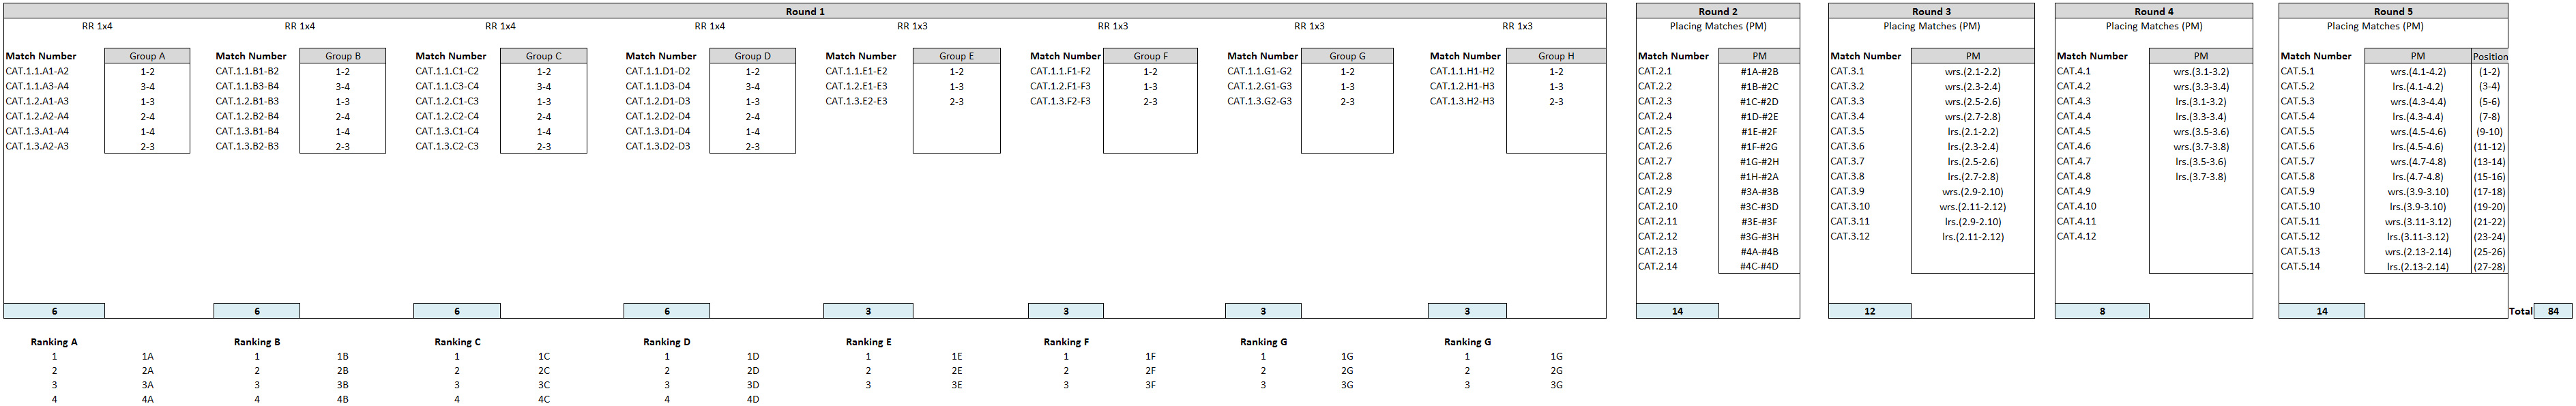 Round 1 Round 2 Round 3 Round 4 Round 5
RR 1x4 RR 1x4 RR 1x4 RR 1x4 RR 1x3 RR 1x3 RR 1x3 RR 1x3 Placing Matches (PM) Placing Matches (PM) Placing Matches (PM) Placing Matches (PM)
Match Number Group A Match Number Group B Match Number Group C Match Number Group D Match Number Group E Match Number Group F Match Number Group G Match Number Group H Match Number PM Match Number PM Match Number PM Match Number PM Position
CAT.1.1.A1-A2 1-2 CAT.1.1.B1-B2 1-2 CAT.1.1.C1-C2 1-2 CAT.1.1.D1-D2 1-2 CAT.1.1.E1-E2 1-2 CAT.1.1.F1-F2 1-2 CAT.1.1.G1-G2 1-2 CAT.1.1.H1-H2 1-2 CAT.2.1 #1A-#2B CAT.3.1 wrs.(2.1-2.2) CAT.4.1 wrs.(3.1-3.2) CAT.5.1 wrs.(4.1-4.2) (1-2)
CAT.1.1.A3-A4 3-4 CAT.1.1.B3-B4 3-4 CAT.1.1.C3-C4 3-4 CAT.1.1.D3-D4 3-4 CAT.1.2.E1-E3 1-3 CAT.1.2.F1-F3 1-3 CAT.1.2.G1-G3 1-3 CAT.1.2.H1-H3 1-3 CAT.2.2 #1B-#2C CAT.3.2 wrs.(2.3-2.4) CAT.4.2 wrs.(3.3-3.4) CAT.5.2 lrs.(4.1-4.2) (3-4)
CAT.1.2.A1-A3 1-3 CAT.1.2.B1-B3 1-3 CAT.1.2.C1-C3 1-3 CAT.1.2.D1-D3 1-3 CAT.1.3.E2-E3 2-3 CAT.1.3.F2-F3 2-3 CAT.1.3.G2-G3 2-3 CAT.1.3.H2-H3 2-3 CAT.2.3 #1C-#2D CAT.3.3 wrs.(2.5-2.6) CAT.4.3 lrs.(3.1-3.2) CAT.5.3 wrs.(4.3-4.4) (5-6)
CAT.1.2.A2-A4 2-4 CAT.1.2.B2-B4 2-4 CAT.1.2.C2-C4 2-4 CAT.1.2.D2-D4 2-4 CAT.2.4 #1D-#2E CAT.3.4 wrs.(2.7-2.8) CAT.4.4 lrs.(3.3-3.4) CAT.5.4 lrs.(4.3-4.4) (7-8)
CAT.1.3.A1-A4 1-4 CAT.1.3.B1-B4 1-4 CAT.1.3.C1-C4 1-4 CAT.1.3.D1-D4 1-4 CAT.2.5 #1E-#2F CAT.3.5 lrs.(2.1-2.2) CAT.4.5 wrs.(3.5-3.6) CAT.5.5 wrs.(4.5-4.6) (9-10)
CAT.1.3.A2-A3 2-3 CAT.1.3.B2-B3 2-3 CAT.1.3.C2-C3 2-3 CAT.1.3.D2-D3 2-3 CAT.2.6 #1F-#2G CAT.3.6 lrs.(2.3-2.4) CAT.4.6 wrs.(3.7-3.8) CAT.5.6 lrs.(4.5-4.6) (11-12)
CAT.2.7 #1G-#2H CAT.3.7 lrs.(2.5-2.6) CAT.4.7 lrs.(3.5-3.6) CAT.5.7 wrs.(4.7-4.8) (13-14)
CAT.2.8 #1H-#2A CAT.3.8 lrs.(2.7-2.8) CAT.4.8 lrs.(3.7-3.8) CAT.5.8 lrs.(4.7-4.8) (15-16)
CAT.2.9 #3A-#3B CAT.3.9 wrs.(2.9-2.10) CAT.4.9 CAT.5.9 wrs.(3.9-3.10) (17-18)
CAT.2.10 #3C-#3D CAT.3.10 wrs.(2.11-2.12) CAT.4.10 CAT.5.10 lrs.(3.9-3.10) (19-20)
CAT.2.11 #3E-#3F CAT.3.11 lrs.(2.9-2.10) CAT.4.11 CAT.5.11 wrs.(3.11-3.12) (21-22)
CAT.2.12 #3G-#3H CAT.3.12 lrs.(2.11-2.12) CAT.4.12 CAT.5.12 lrs.(3.11-3.12) (23-24)
CAT.2.13 #4A-#4B CAT.5.13 wrs.(2.13-2.14) (25-26)
CAT.2.14 #4C-#4D CAT.5.14 lrs.(2.13-2.14) (27-28)
6 6 6 6 3 3 3 3 14 12 8 14 Total 84
Ranking A Ranking B Ranking C Ranking D Ranking E Ranking F Ranking G Ranking G
1 1A 1 1B 1 1C 1 1D 1 1E 1 1F 1 1G 1 1G
2 2A 2 2B 2 2C 2 2D 2 2E 2 2F 2 2G 2 2G
3 3A 3 3B 3 3C 3 3D 3 3E 3 3F 3 3G 3 3G
4 4A 4 4B 4 4C 4 4D